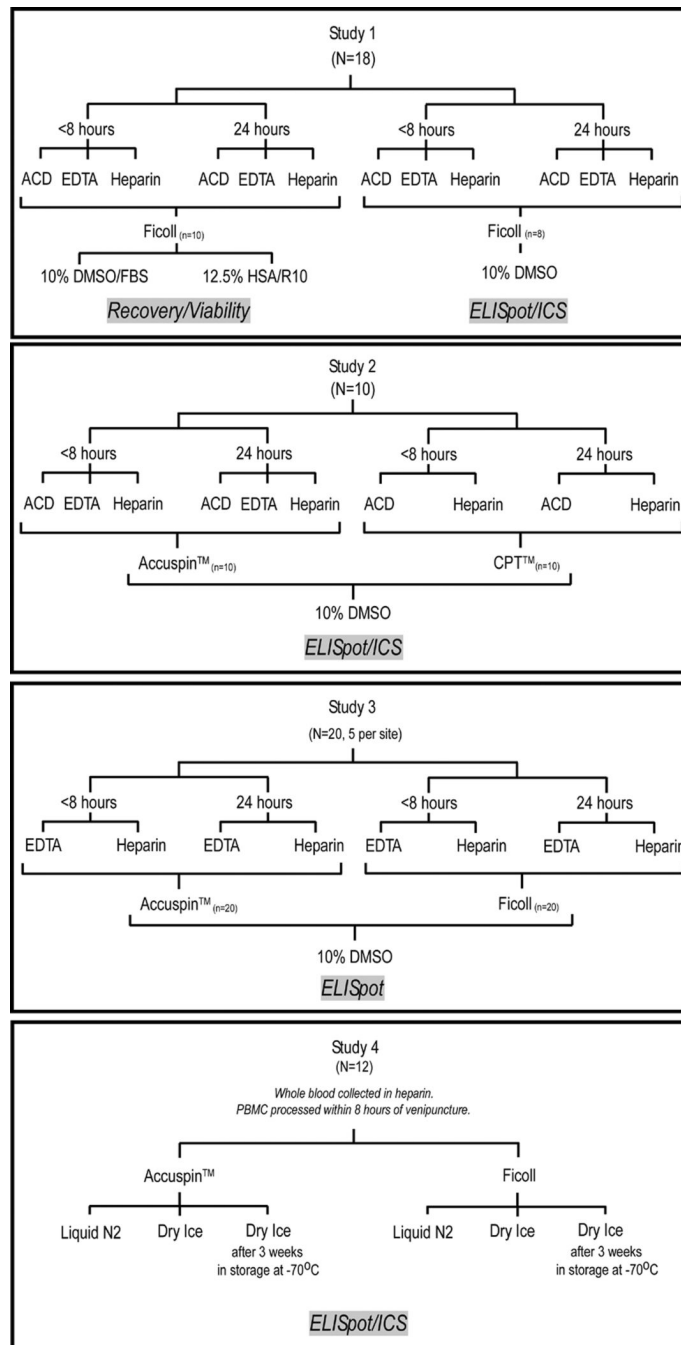 Study 1
(N=18)
<8 hours 24 hours <8 hours 24 hours
ACD EDTA Heparin ACD EDTA Heparin ACD EDTA Heparin ACD EDTA Heparin
Ficoll (n=10) Ficoll (n=8)
10% DMSO/FBS 12.5% HSA/R10 10% DMSO
Recovery/Viability ELISpot/ICS
Study 2
(N=10)
<8 hours 24 hours <8 hours 24 hours
ACD EDTA Heparin ACD EDTA Heparin ACD Heparin ACD Heparin
Accuspin™ (n=10) CPT™ (n=10)
10% DMSO
ELISpot/ICS
Study 3
(N=20, 5 per site)
<8 hours 24 hours <8 hours 24 hours
EDTA Heparin EDTA Heparin EDTA Heparin EDTA Heparin
Accuspin™ (n=20) Ficoll (n=20)
10% DMSO
ELISpot
Study 4
(N=12)
Whole blood collected in heparin.
PBMC processed within 8 hours of venipuncture.
Accuspin™ Ficoll
Liquid N2 Dry Ice Dry Ice Liquid N2 Dry Ice Dry Ice
after 3 weeks after 3 weeks
in storage at -70⁰C in storage at -70⁰C
ELISpot/ICS